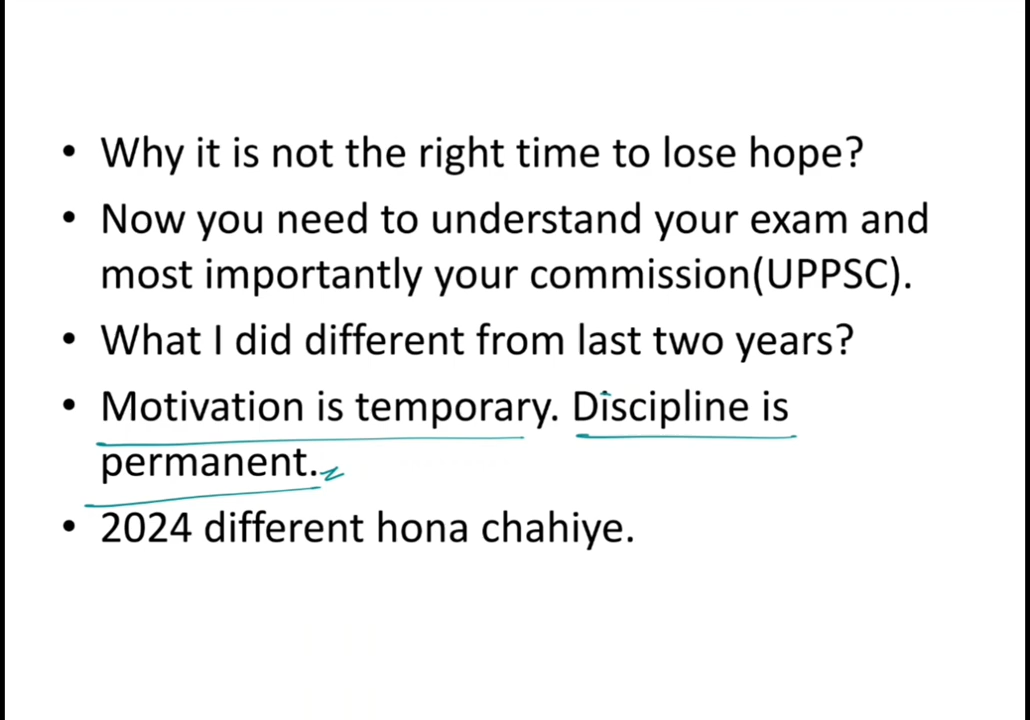 • Why it is not the right time to lose hope?
• Now you need to understand your exam and
most importantly your commission(UPPSC).
• What I did different from last two years?
• Motivation is temporary. Discipline is
permanent.
• 2024 different hona chahiye.